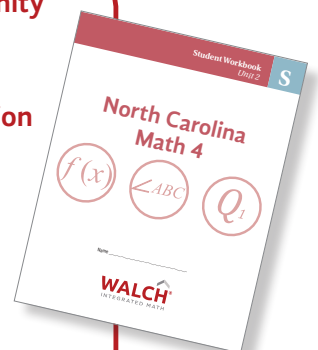 nity
on
Student Workbook
Unit 2
S
North Carolina
Math 4
f(x)
∠ABC
Q₁
Name
WALCH
INTEGRATED MATH